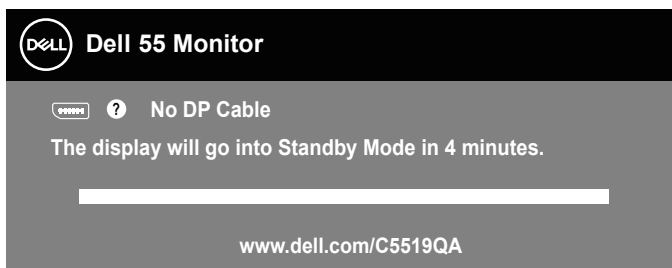 DELL Dell 55 Monitor
? No DP Cable
The display will go into Standby Mode in 4 minutes.
www.dell.com/C5519QA